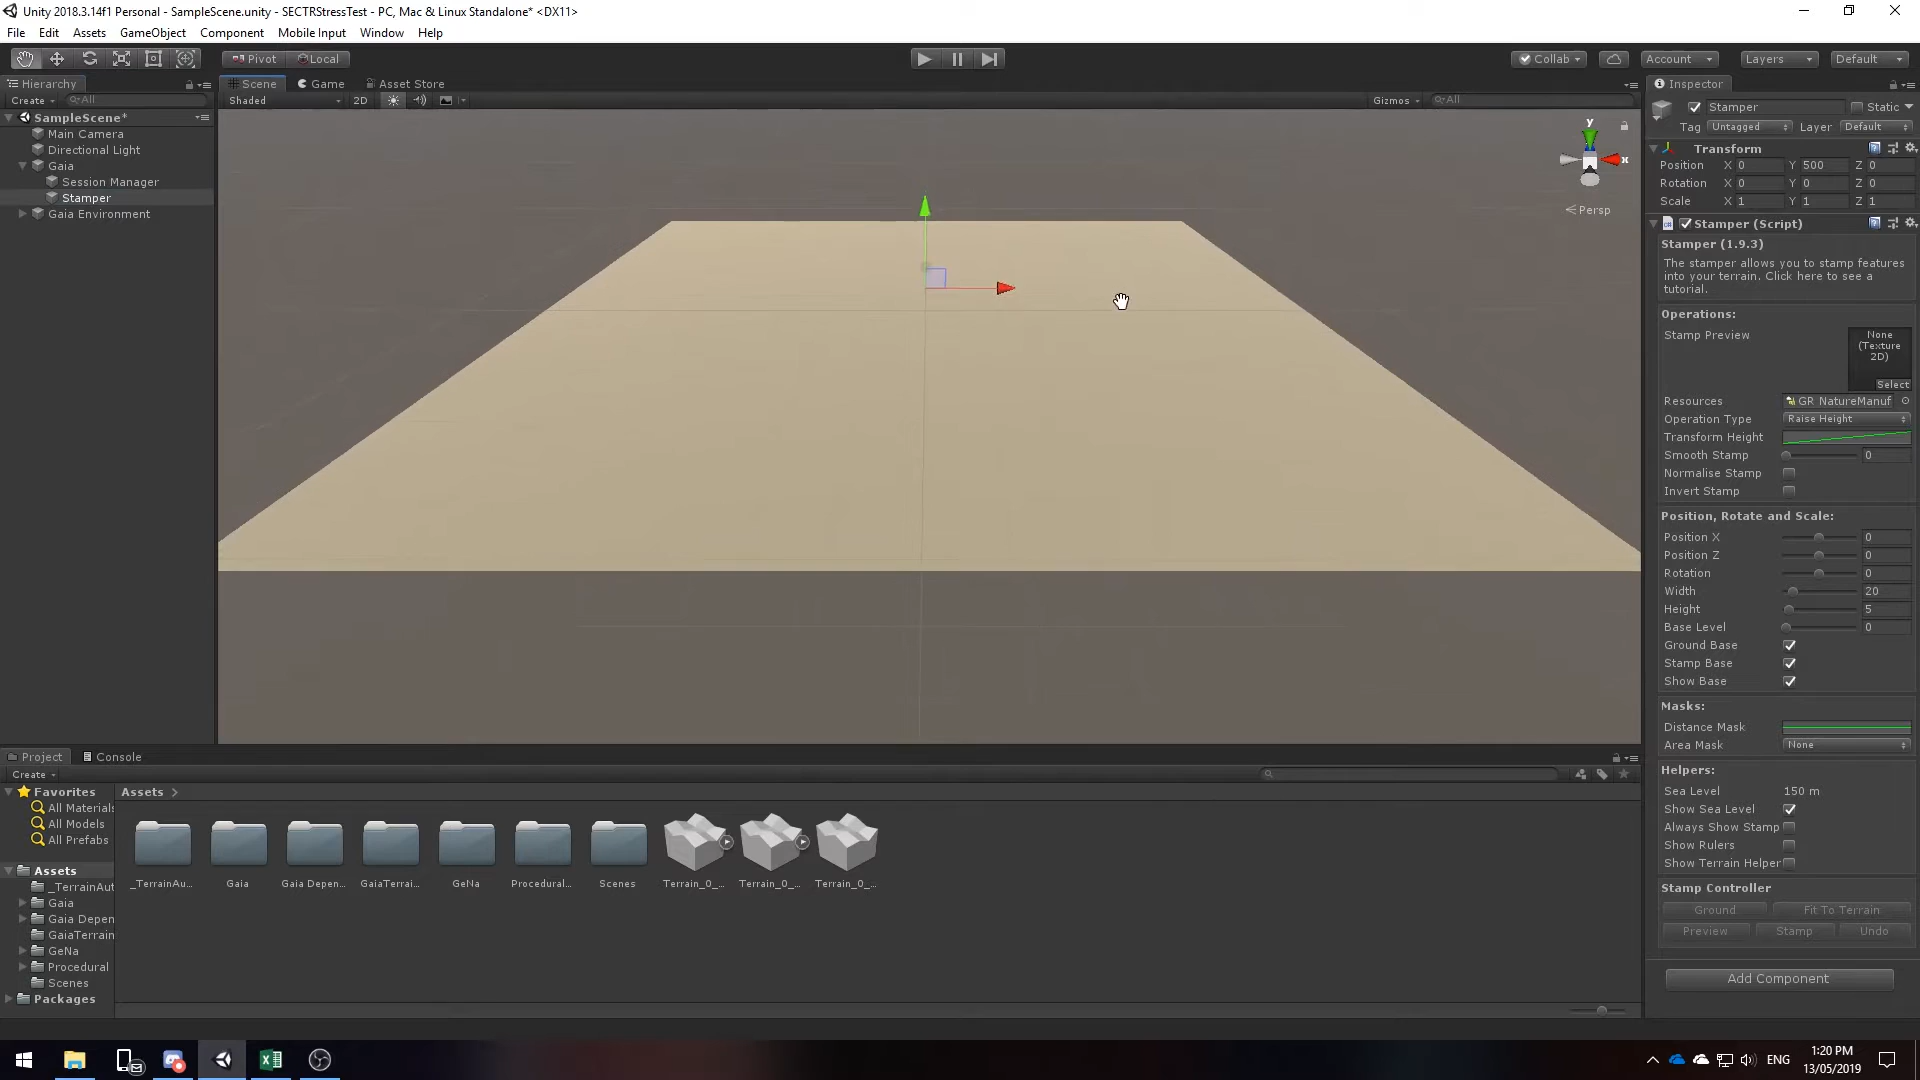 Unity 2018.3.14f1 Personal - SampleScene.unity - SECTRStressTest - PC, Mac & Linux Standalone* <DX11>
File Edit Assets GameObject Component Mobile Input Window Help
Pivot Local Collab Account Layers Default
Hierarchy
Create All
SampleScene*
Main Camera
Directional Light
Gaia
Session Manager
Stamper
Gaia Environment
Scene Game Asset Store
Shaded 2D Gizmos All
y
x
Persp
Inspector
Stamper Static
Tag Untagged Layer Default
Transform
Position X 0 Y 500 Z 0
Rotation X 0 Y 0 Z 0
Scale X 1 Y 1 Z 1
Stamper (Script)
Stamper (1.9.3)
The stamper allows you to stamp features
into your terrain. Click here to see a
tutorial.
Operations:
Stamp Preview
None
(Texture
2D)
Select
Resources GR_NatureManuf
Operation Type Raise Height
Transform Height
Smooth Stamp 0
Normalise Stamp
Invert Stamp
Position, Rotate and Scale:
Position X 0
Position Z 0
Rotation 0
Width 20
Height 5
Base Level 0
Ground Base
Stamp Base
Show Base
Masks:
Distance Mask
Area Mask None
Helpers:
Sea Level 150 m
Show Sea Level
Always Show Stamp
Show Rulers
Show Terrain Helper
Stamp Controller
Ground Fit To Terrain
Preview Stamp Undo
Add Component
Project Console
Create
Favorites
All Materials
All Models
All Prefabs
Assets
_TerrainAut
Gaia
Gaia Depen
GaiaTerrain
GeNa
Procedural
Scenes
Packages
Assets
_TerrainAu... Gaia Gaia Depen... GaiaTerrai... GeNa Procedural... Scenes Terrain_0_... Terrain_0_... Terrain_0_...
ENG
1:20 PM
13/05/2019